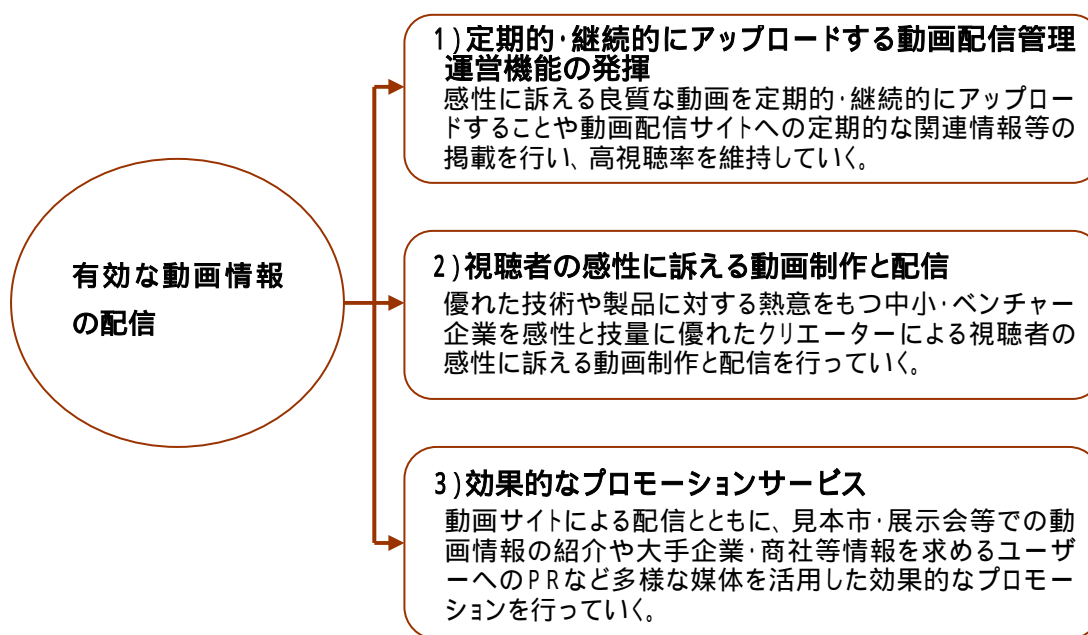 1)定期的･継続的にアップロードする動画配信管理
運営機能の発揮
感性に訴える良質な動画を定期的･継続的にアップロー
ドすることや動画配信サイトへの定期的な関連情報等の
掲載を行い、高視聴率を維持していく。
有効な動画情報
の配信
2)視聴者の感性に訴える動画制作と配信
優れた技術や製品に対する熱意をもつ中小･ベンチャー
企業を感性と技量に優れたクリエーターによる視聴者の
感性に訴える動画制作と配信を行っていく。
3)効果的なプロモーションサービス
動画サイトによる配信とともに、見本市･展示会等での動
画情報の紹介や大手企業･商社等情報を求めるユーザ
ーへのPRなど多様な媒体を活用した効果的なプロモー
ションを行っていく。